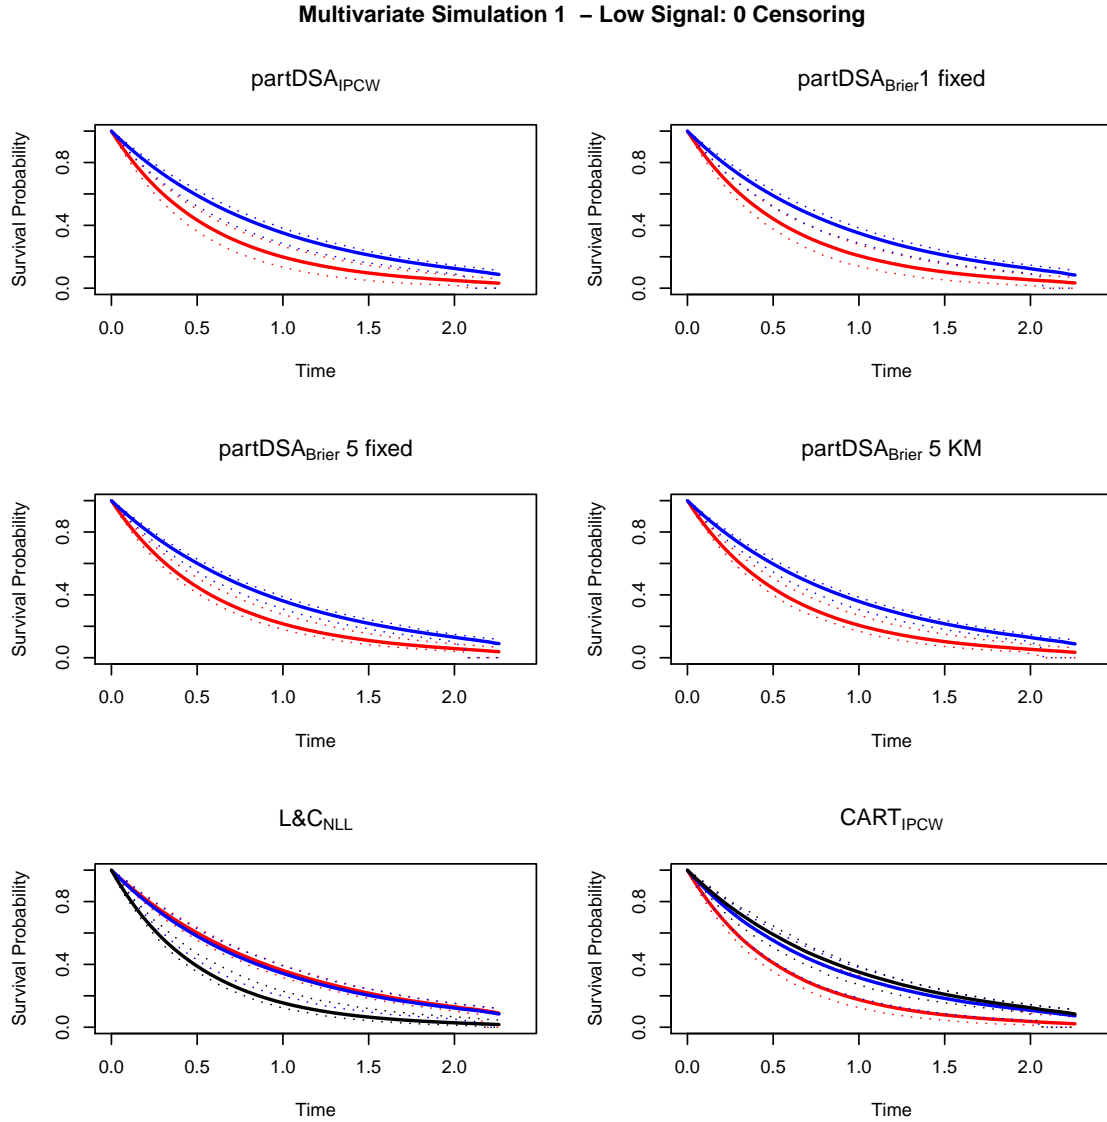 Multivariate Simulation 1 – Low Signal: 0 Censoring
partDSA_IPCW
Survival Probability
0.0 0.4 0.8
0.0 0.5 1.0 1.5 2.0
Time
partDSA_Brier1 fixed
Survival Probability
0.0 0.4 0.8
0.0 0.5 1.0 1.5 2.0
Time
partDSA_Brier 5 fixed
Survival Probability
0.0 0.4 0.8
0.0 0.5 1.0 1.5 2.0
Time
partDSA_Brier 5 KM
Survival Probability
0.0 0.4 0.8
0.0 0.5 1.0 1.5 2.0
Time
L&C_NLL
Survival Probability
0.0 0.4 0.8
0.0 0.5 1.0 1.5 2.0
Time
CART_IPCW
Survival Probability
0.0 0.4 0.8
0.0 0.5 1.0 1.5 2.0
Time